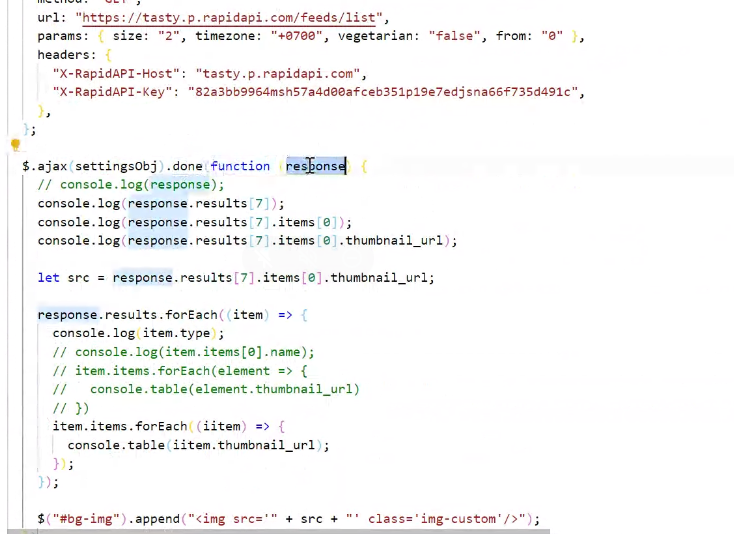 url: "https://tasty.p.rapidapi.com/feeds/list",
params: { size: "2", timezone: "+0700", vegetarian: "false", from: "0" },
headers: {
"X-RapidAPI-Host": "tasty.p.rapidapi.com",
"X-RapidAPI-Key": "82a3bb9964msh57a4d00afceb351p19e7edjsna66f735d491c",
},
};
$.ajax(settingsObj).done(function (response) {
// console.log(response);
console.log(response.results[7]);
console.log(response.results[7].items[0]);
console.log(response.results[7].items[0].thumbnail_url);
let src = response.results[7].items[0].thumbnail_url;
response.results.forEach((item) => {
console.log(item.type);
// console.log(item.items[0].name);
// item.items.forEach(element => {
//   console.table(element.thumbnail_url)
// })
item.items.forEach((iitem) => {
console.table(iitem.thumbnail_url);
});
});
$("#bg-img").append("<img src='" + src + "' class='img-custom'/>");